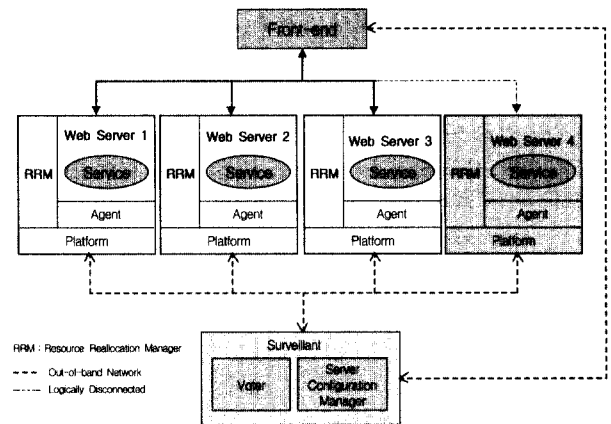 Front-end
Web Server 1
RRM
Service
Agent
Platform
Web Server 2
RRM
Service
Agent
Platform
Web Server 3
RRM
Service
Agent
Platform
Web Server 4
RRM
Service
Agent
Platform
RRM : Resource Reallocation Manager
Out-of-band Network
Logically Disconnected
Surveillant
Voter
Server
Configuration
Manager